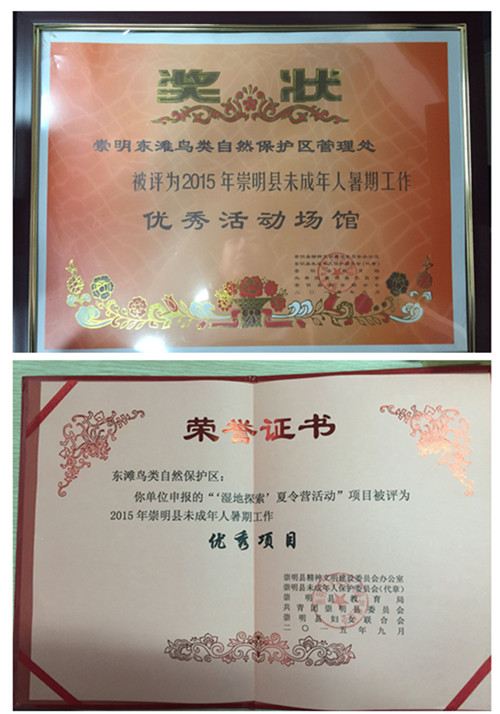 奖状
崇明东滩鸟类自然保护区管理处
被评为2015年崇明县未成年人暑期工作
优秀活动场馆
荣誉证书
东滩鸟类自然保护区：
你单位申报的“‘湿地探索’夏令营活动”项目被评为
2015年崇明县未成年人暑期工作
优秀项目
崇明县精神文明建设委员会办公室
崇明县未成年人保护委员会(代章)
崇明县教育局
共青团崇明县委员会
崇明县妇女联合会
二〇一五年九月